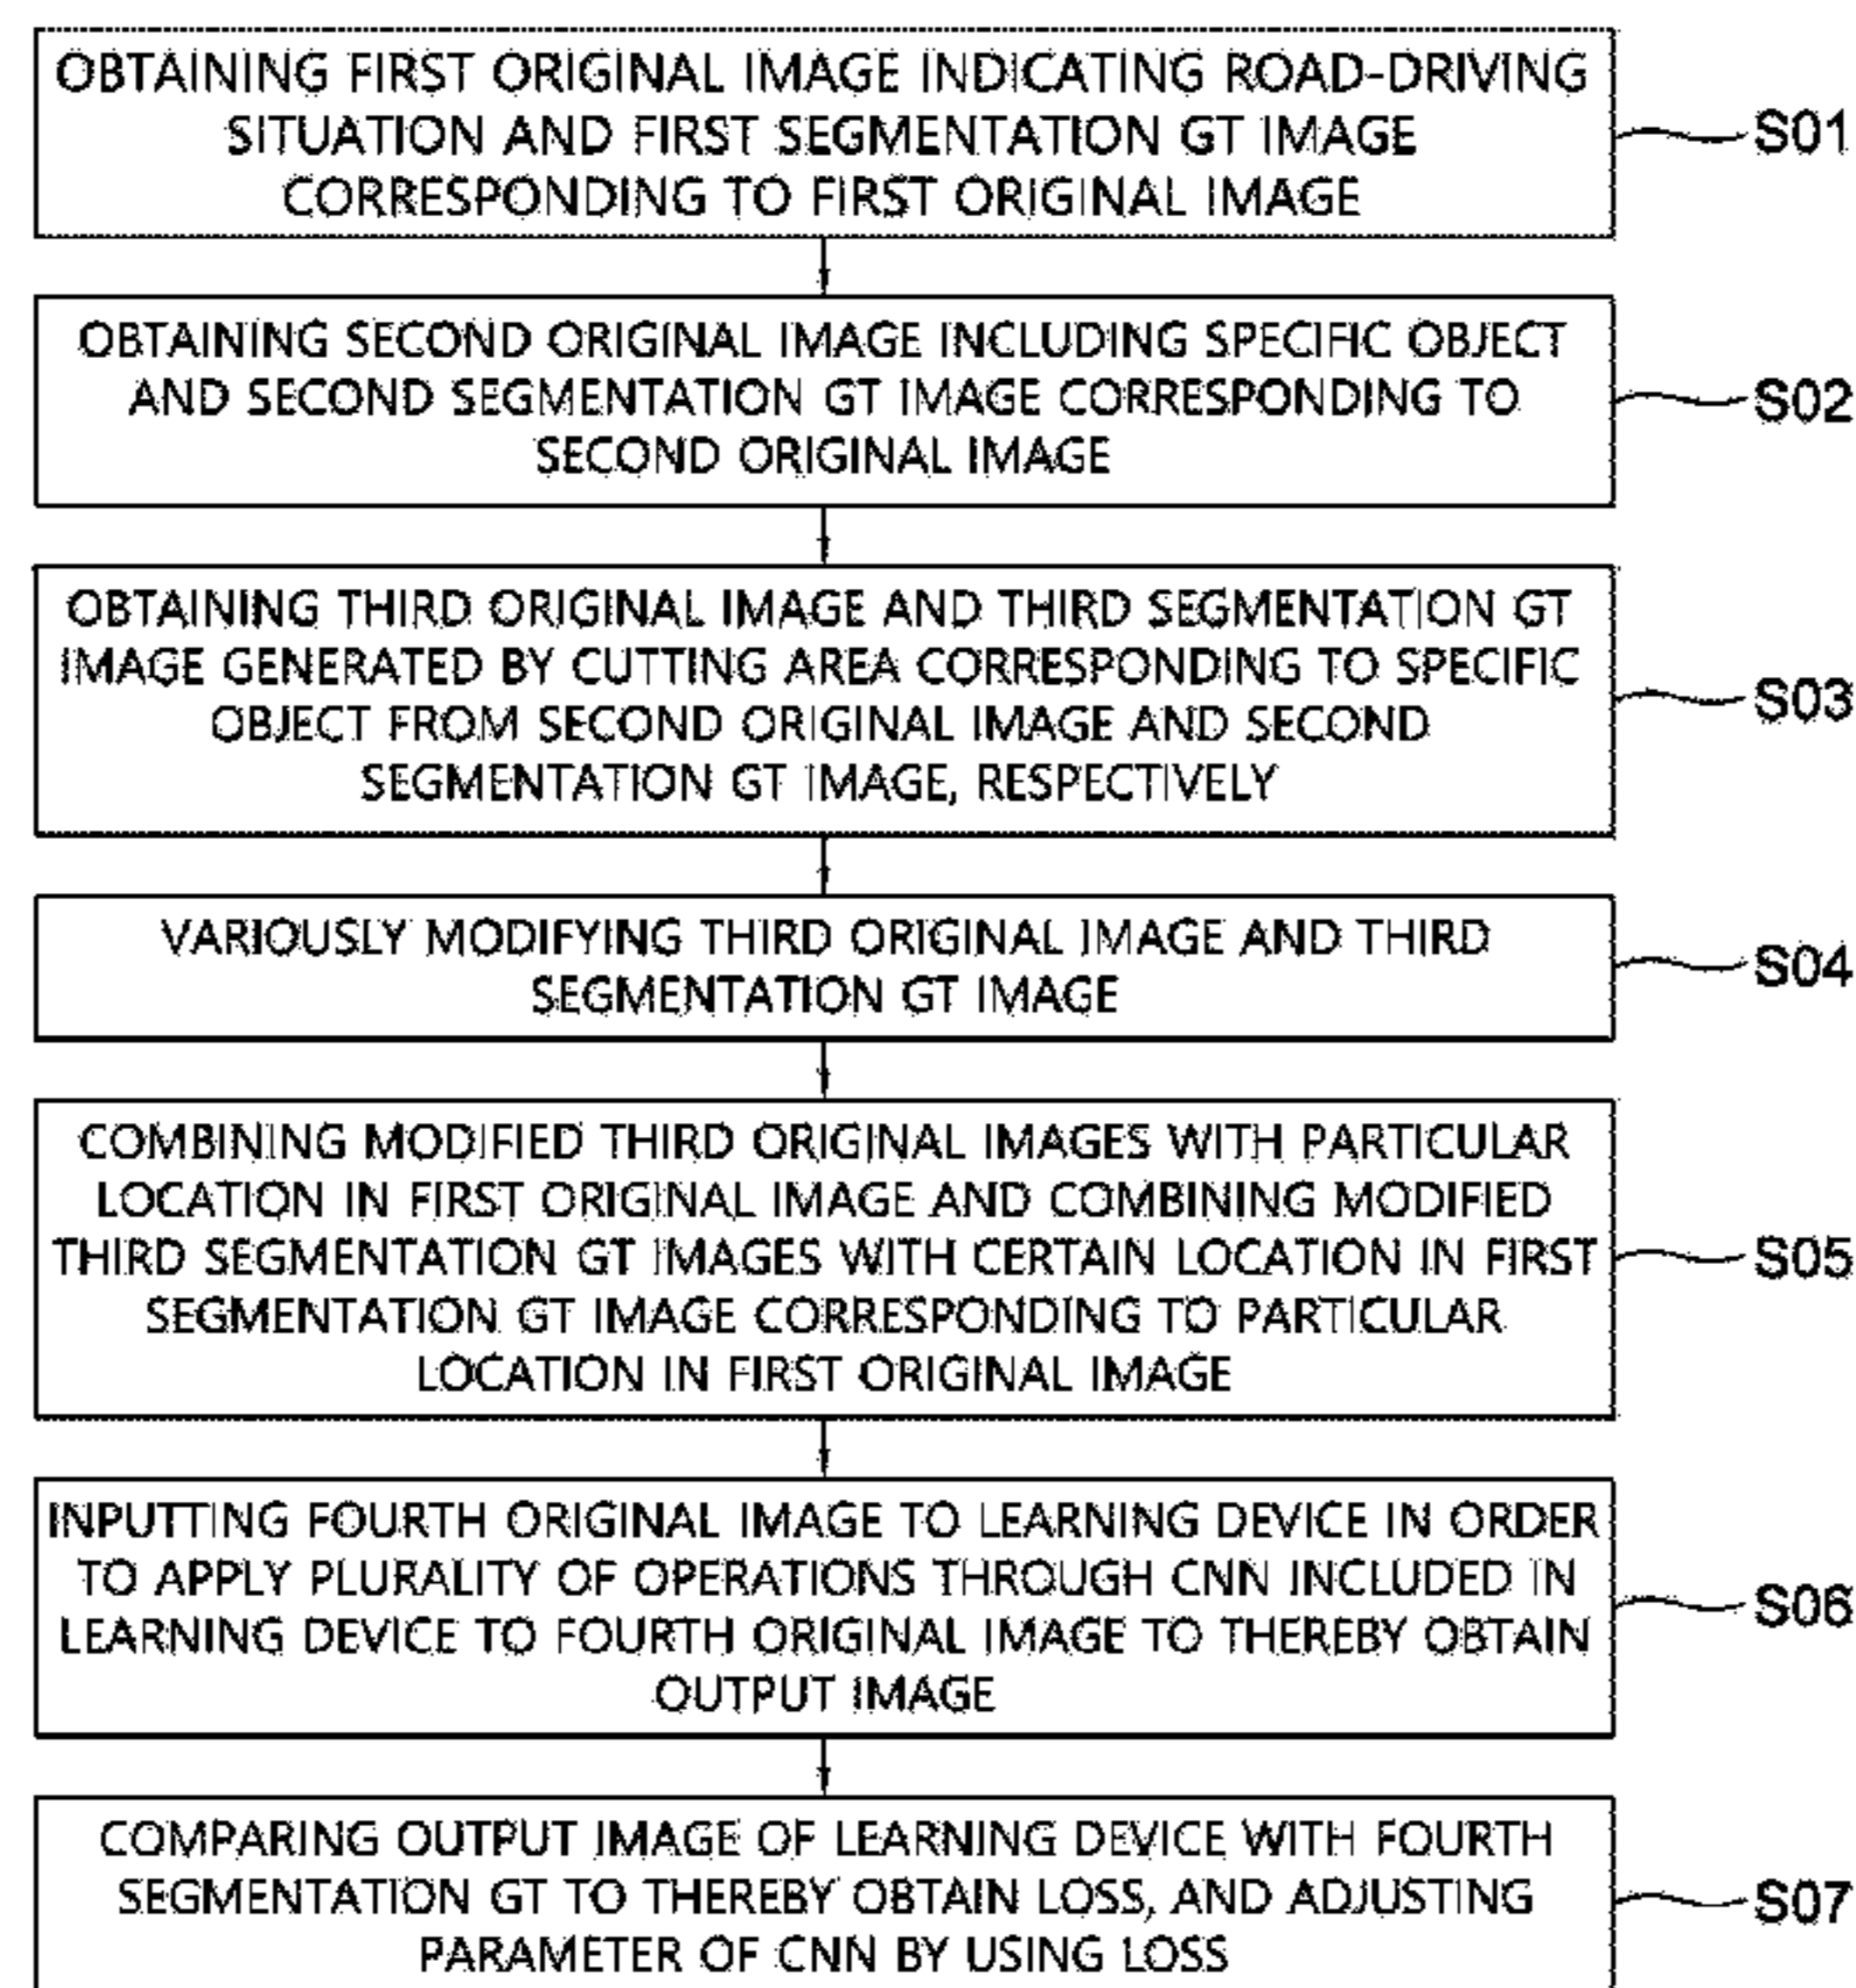 OBTAINING FIRST ORIGINAL IMAGE INDICATING ROAD-DRIVING
SITUATION AND FIRST SEGMENTATION GT IMAGE
CORRESPONDING TO FIRST ORIGINAL IMAGE
S01
OBTAINING SECOND ORIGINAL IMAGE INCLUDING SPECIFIC OBJECT
AND SECOND SEGMENTATION GT IMAGE CORRESPONDING TO
SECOND ORIGINAL IMAGE
S02
OBTAINING THIRD ORIGINAL IMAGE AND THIRD SEGMENTATION GT
IMAGE GENERATED BY CUTTING AREA CORRESPONDING TO SPECIFIC
OBJECT FROM SECOND ORIGINAL IMAGE AND SECOND
SEGMENTATION GT IMAGE, RESPECTIVELY
S03
VARIOUSLY MODIFYING THIRD ORIGINAL IMAGE AND THIRD
SEGMENTATION GT IMAGE
S04
COMBINING MODIFIED THIRD ORIGINAL IMAGES WITH PARTICULAR
LOCATION IN FIRST ORIGINAL IMAGE AND COMBINING MODIFIED
THIRD SEGMENTATION GT IMAGES WITH CERTAIN LOCATION IN FIRST
SEGMENTATION GT IMAGE CORRESPONDING TO PARTICULAR
LOCATION IN FIRST ORIGINAL IMAGE
S05
INPUTTING FOURTH ORIGINAL IMAGE TO LEARNING DEVICE IN ORDER
TO APPLY PLURALITY OF OPERATIONS THROUGH CNN INCLUDED IN
LEARNING DEVICE TO FOURTH ORIGINAL IMAGE TO THEREBY OBTAIN
OUTPUT IMAGE
S06
COMPARING OUTPUT IMAGE OF LEARNING DEVICE WITH FOURTH
SEGMENTATION GT TO THEREBY OBTAIN LOSS, AND ADJUSTING
PARAMETER OF CNN BY USING LOSS
S07